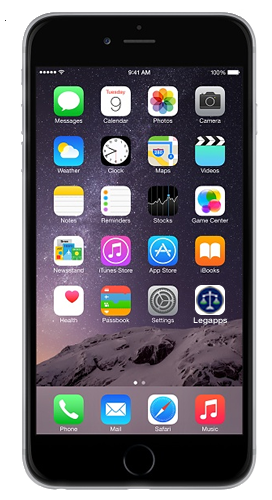 9:41 AM 100%
Tuesday
9
Messages Calendar Photos Camera
280
Weather Clock Maps Videos
Notes Reminders Stocks Game Center
Newsstand iTunes Store App Store iBooks
Health Passbook Settings Legapps
Phone Mail Safari Music